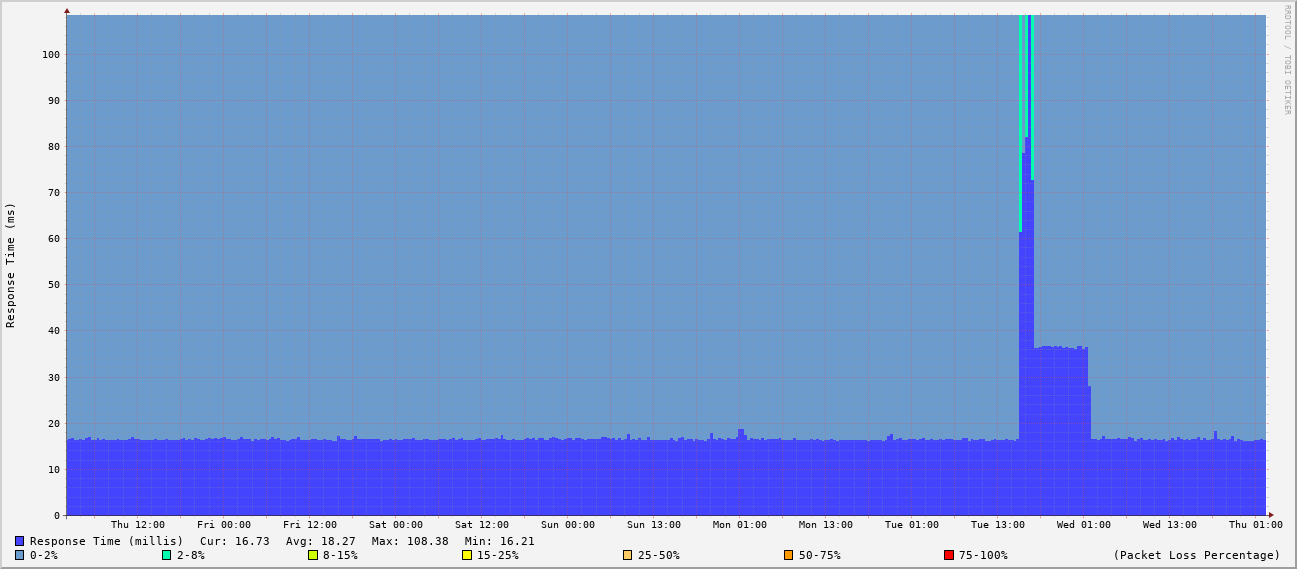 RRDTOOL / TOBI OETIKER
Response Time (ms)
100
90
80
70
60
50
40
30
20
10
0
Thu 12:00 Fri 00:00 Fri 12:00 Sat 00:00 Sat 12:00 Sun 00:00 Sun 13:00 Mon 01:00 Mon 13:00 Tue 01:00 Tue 13:00 Wed 01:00 Wed 13:00 Thu 01:00
Response Time (millis) Cur: 16.73 Avg: 18.27 Max: 108.38 Min: 16.21
0-2% 2-8% 8-15% 15-25% 25-50% 50-75% 75-100% (Packet Loss Percentage)